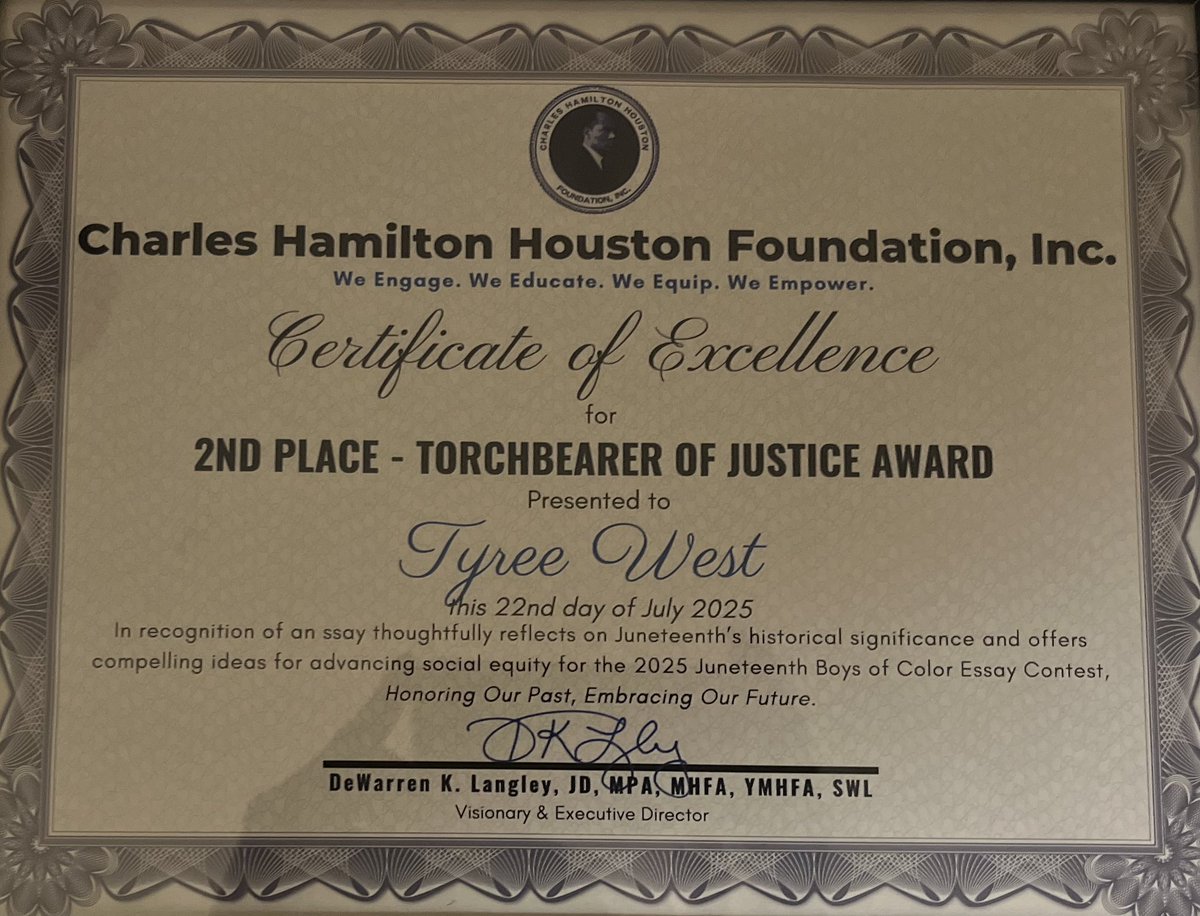 CHARLES HAMILTON HOUSTON
FOUNDATION, INC.
Charles Hamilton Houston Foundation, Inc.
We Engage. We Educate. We Equip. We Empower.
Certificate of Excellence
for
2ND PLACE - TORCHBEARER OF JUSTICE AWARD
Presented to
Tyree West
this 22nd day of July 2025
In recognition of an ssay thoughtfully reflects on Juneteenth's historical significance and offers
compelling ideas for advancing social equity for the 2025 Juneteenth Boys of Color Essay Contest,
Honoring Our Past, Embracing Our Future.
DK Lgly
DeWarren K. Langley, JD, MPA, MHFA, YMHFA, SWL
Visionary & Executive Director